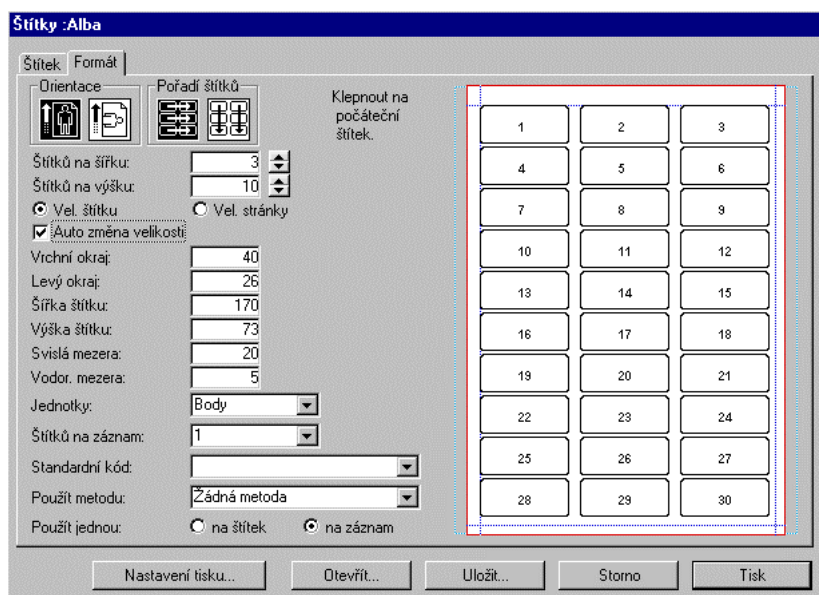 Štítky :Alba
Štítek Formát
Orientace Pořadí štítků
Klepnout na
počáteční
štítek.
Štítků na šířku: 3
Štítků na výšku: 10
Vel. štítku Vel. stránky
Auto změna velikosti
Vrchní okraj: 40
Levý okraj: 26
Šířka štítku: 170
Výška štítku: 73
Svislá mezera: 20
Vodor. mezera: 5
Jednotky: Body
Štítků na záznam: 1
Standardní kód:
Použít metodu: Žádná metoda
Použít jednou: na štítek na záznam
1 2 3
4 5 6
7 8 9
10 11 12
13 14 15
16 17 18
19 20 21
22 23 24
25 26 27
28 29 30
Nastavení tisku... Otevřít... Uložit... Storno Tisk